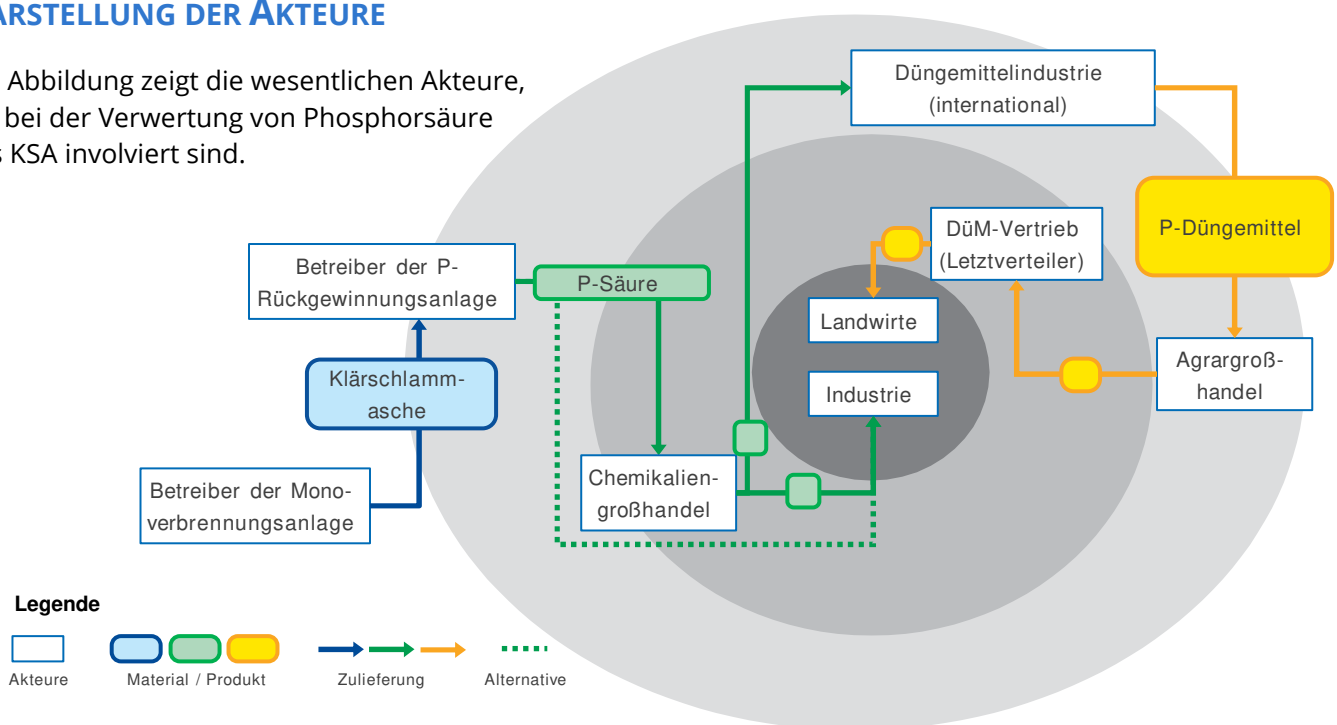 ARSTELLUNG DER AKTEURE
Abbildung zeigt die wesentlichen Akteure,
bei der Verwertung von Phosphorsäure
s KSA involviert sind.
Düngemittelindustrie
(international)
P-Düngemittel
DüM-Vertrieb
(Letztverteiler)
Betreiber der P-
Rückgewinnungsanlage
P-Säure
Landwirte
Agrargroß-
handel
Klärschlamm-
asche
Industrie
Chemikalien-
großhandel
Betreiber der Mono-
verbrennungsanlage
Legende
Akteure
Material / Produkt
Zulieferung
Alternative